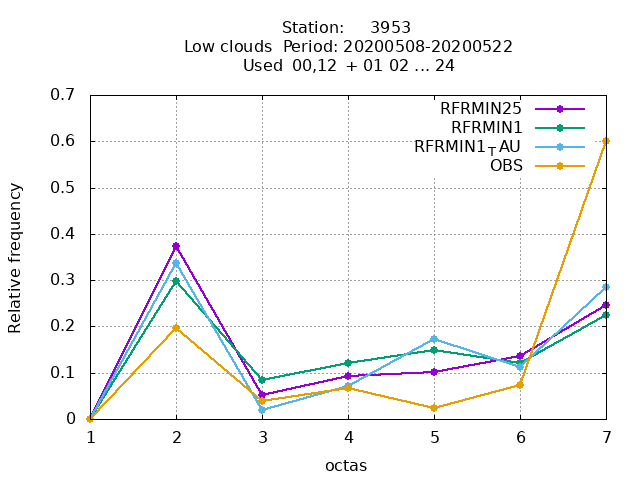 Station: 3953
Low clouds Period: 20200508-20200522
Used 00,12 + 01 02 ... 24
RFRMIN25
RFRMIN1
RFRMIN1TAU
OBS
Relative frequency
0.7
0.6
0.5
0.4
0.3
0.2
0.1
0
1 2 3 4 5 6 7
octas